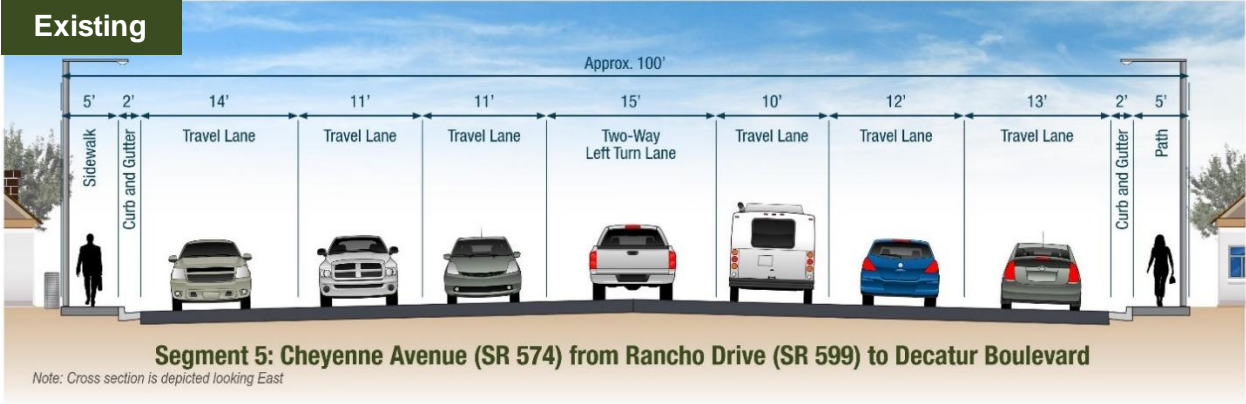 Existing
Approx. 100'
5' 2' 14' 11' 11' 15' 10' 12' 13' 2' 5'
Sidewalk
Curb and Gutter
Travel Lane
Travel Lane
Travel Lane
Two-Way
Left Turn Lane
Travel Lane
Travel Lane
Travel Lane
Curb and Gutter
Path
Segment 5: Cheyenne Avenue (SR 574) from Rancho Drive (SR 599) to Decatur Boulevard
Note: Cross section is depicted looking East